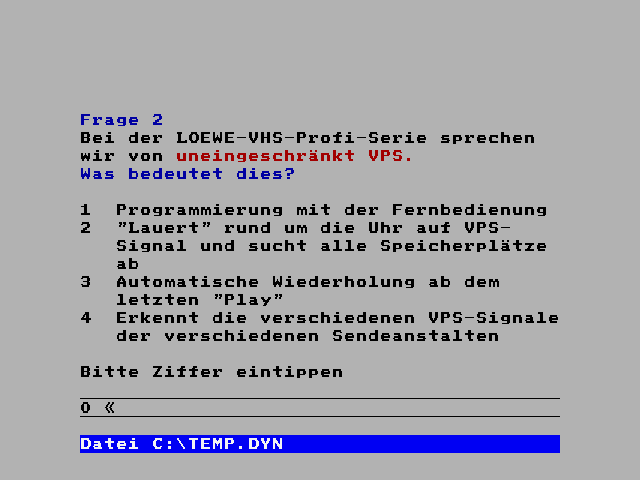 Frage 2
Bei der LOEWE-VHS-Profi-Serie sprechen
wir von uneingeschränkt VPS.
Was bedeutet dies?
1 Programmierung mit der Fernbedienung
2 "Lauert" rund um die Uhr auf VPS-
Signal und sucht alle Speicherplätze
ab
3 Automatische Wiederholung ab dem
letzten "Play"
4 Erkennt die verschiedenen VPS-Signale
der verschiedenen Sendeanstalten
Bitte Ziffer eintippen
0 «
Datei C:\TEMP.DYN